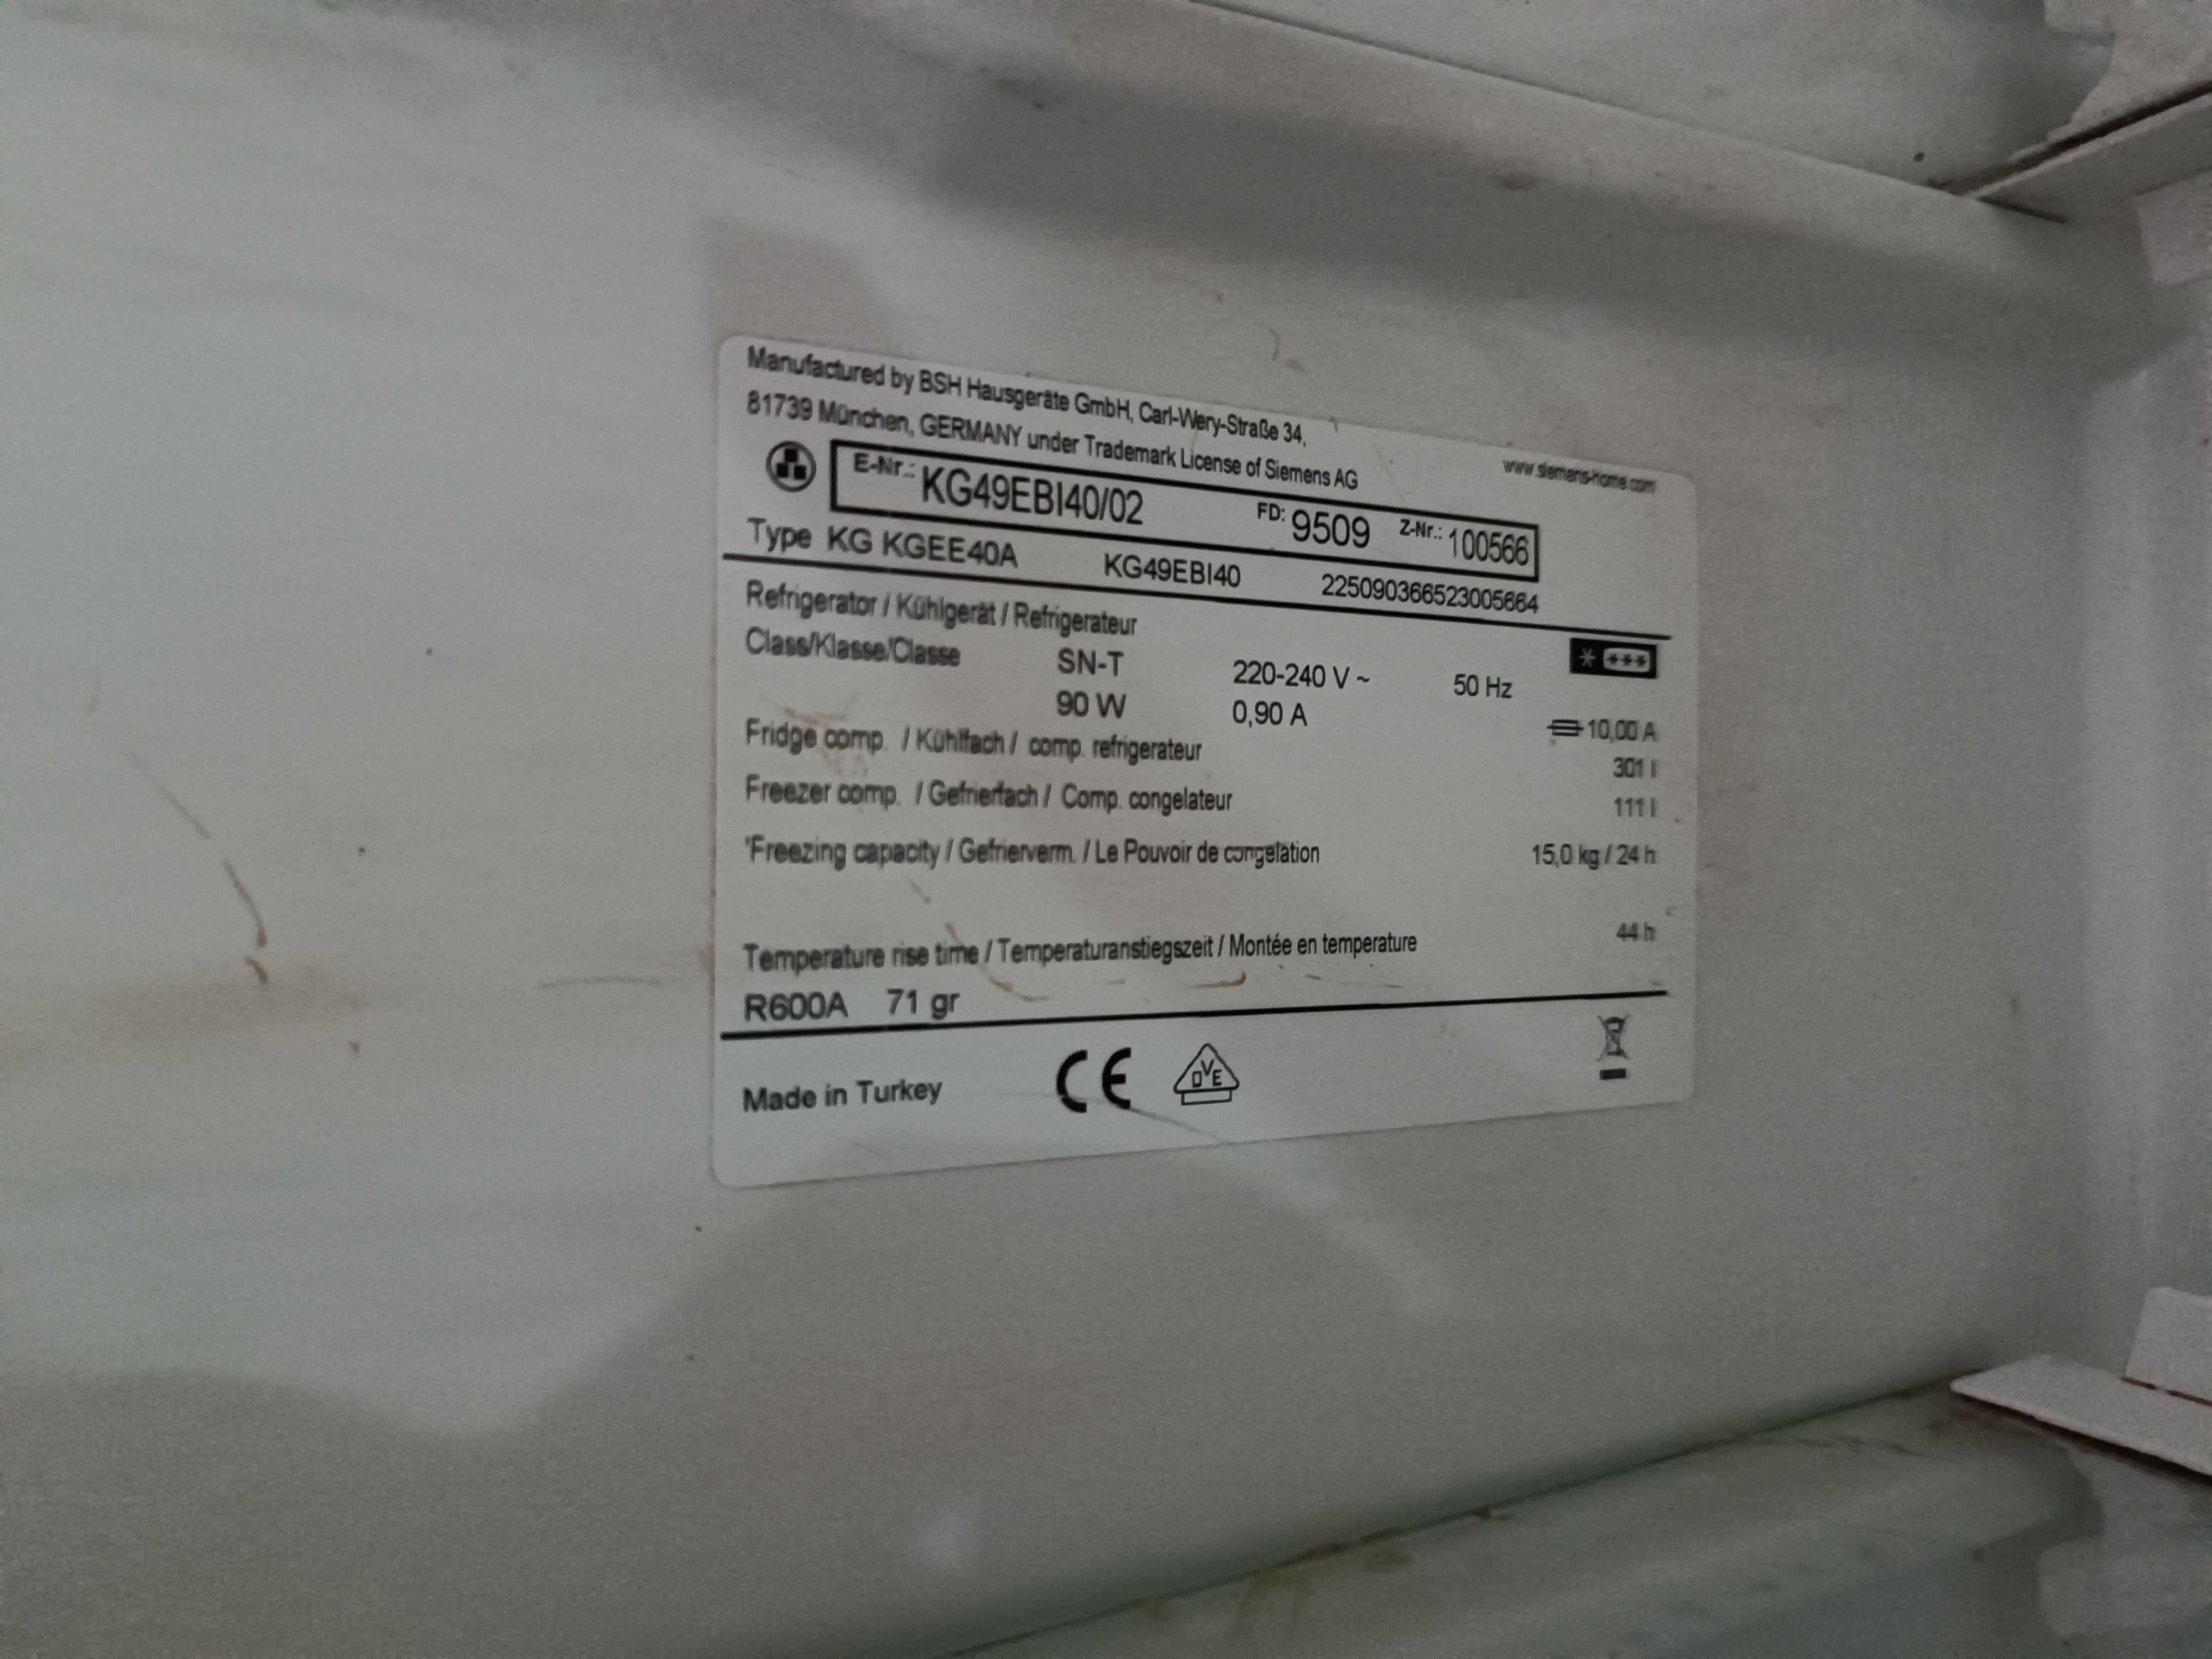 Manufactured by BSH Hausgeräte GmbH, Carl-Wery-Straße 34,
81739 München, GERMANY under Trademark License of Siemens AG
www.siemens-home.com
E-Nr.: KG49EBI40/02 FD: 9509 Z-Nr.: 100566
Type KG KGEE40A KG49EBI40 225090366523005664
Refrigerator / Kühlgerät / Refrigerateur
Class/Klasse/Classe SN-T 220-240 V ~ 50 Hz
90 W 0,90 A 10,00 A
Fridge comp. / Kühlfach / comp. refrigerateur 301 l
Freezer comp. / Gefrierfach / Comp. congelateur 111 l
'Freezing capacity / Gefrierverm. / Le Pouvoir de congelation 15,0 kg / 24 h
Temperature rise time / Temperaturanstiegszeit / Montée en temperature 44 h
R600A 71 gr
Made in Turkey CE DVE